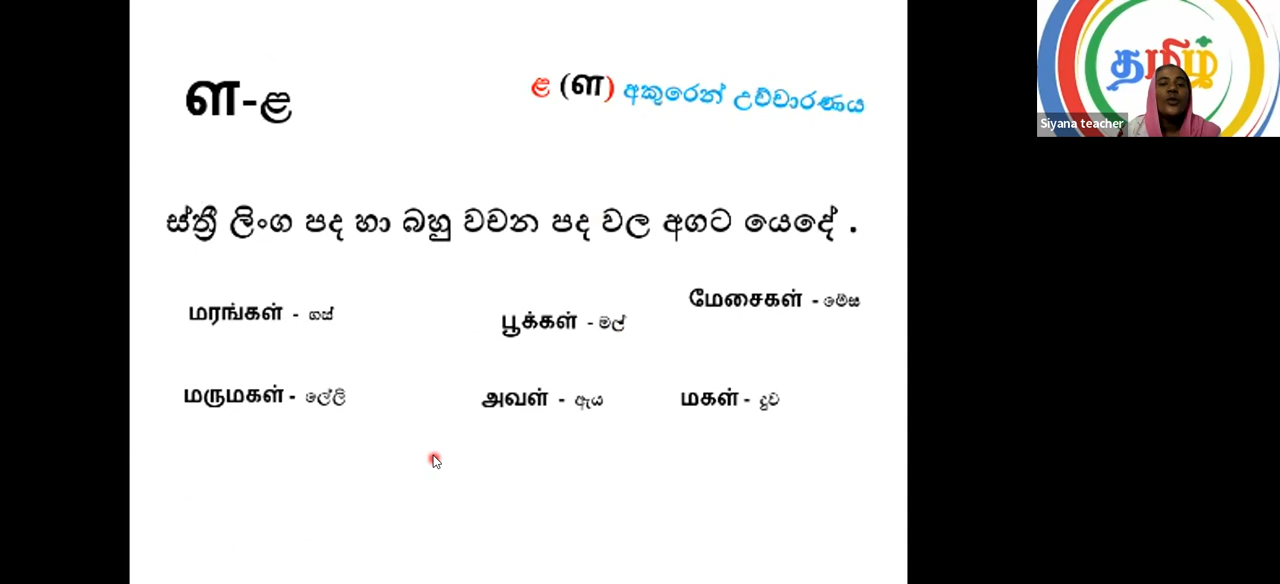 ள-ළ
ළ (ள) අකුරෙන් උච්චාරණය
ස්ත්‍රී ලිංග පද හා බහු වචන පද වල අගට යෙදේ .
மரங்கள் - ගස්
பூக்கள் - මල්
மேசைகள் - මේස
மருமகள் - ලේලි
அவள் - ඇය
மகள் - දුව
தமிழ்
Siyana teacher